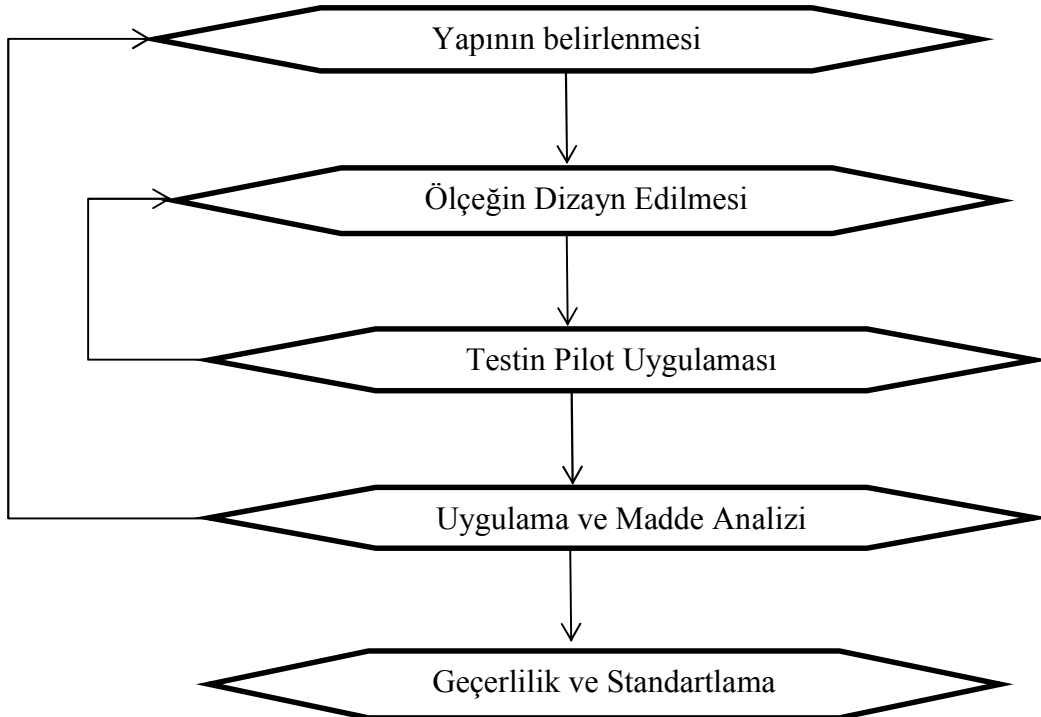 Yapının belirlenmesi
Ölçeğin Dizayn Edilmesi
Testin Pilot Uygulaması
Uygulama ve Madde Analizi
Geçerlilik ve Standartlama